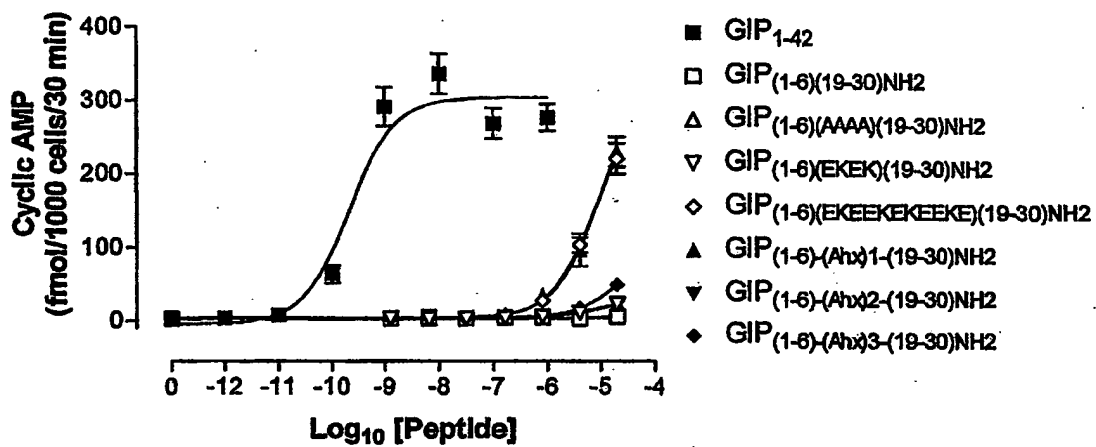 Cyclic AMP
(fmol/1000 cells/30 min)
400
300
200
100
0
0 -12 -11 -10 -9 -8 -7 -6 -5 -4
Log10 [Peptide]
GIP1-42
GIP(1-6)(19-30)NH2
GIP(1-6)(AAAA)(19-30)NH2
GIP(1-6)(EKEK)(19-30)NH2
GIP(1-6)(EKEEKEKEEKE)(19-30)NH2
GIP(1-6)-(Ahx)1-(19-30)NH2
GIP(1-6)-(Ahx)2-(19-30)NH2
GIP(1-6)-(Ahx)3-(19-30)NH2